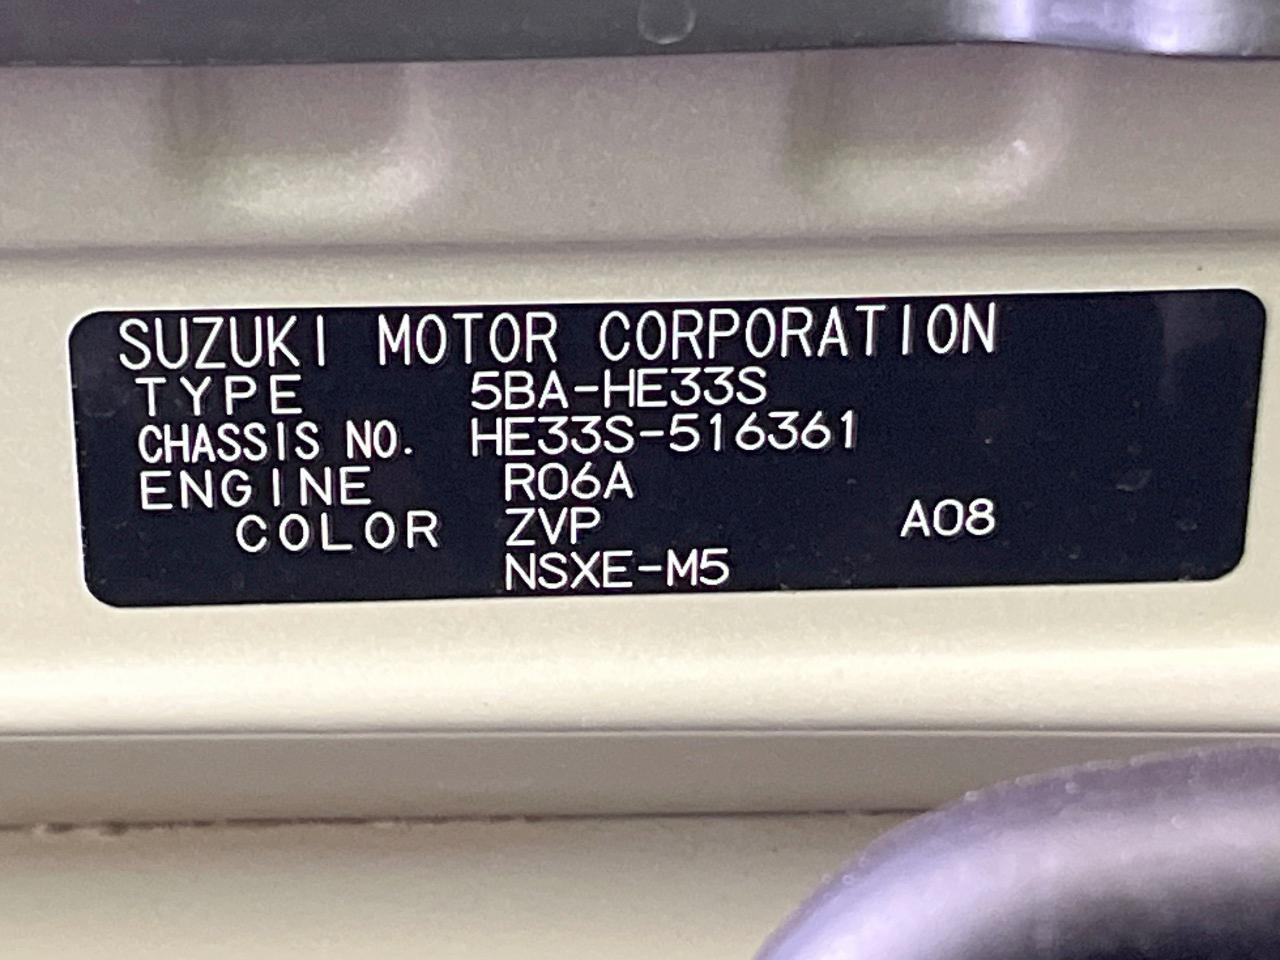 SUZUKI MOTOR CORPORATION
TYPE 5BA-HE33S
CHASSIS NO. HE33S-516361
ENGINE R06A
COLOR ZVP A08
NSXE-M5